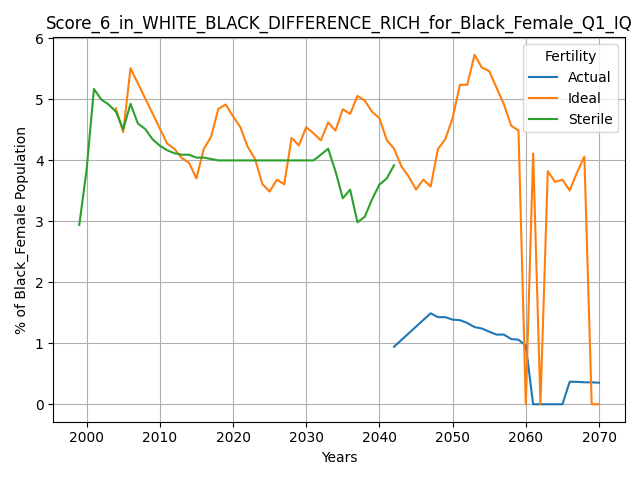 Score_6_in_WHITE_BLACK_DIFFERENCE_RICH_for_Black_Female_Q1_IQ
6
5
4
3
2
1
0
% of Black_Female Population
Fertility
Actual
Ideal
Sterile
2000 2010 2020 2030 2040 2050 2060 2070
Years